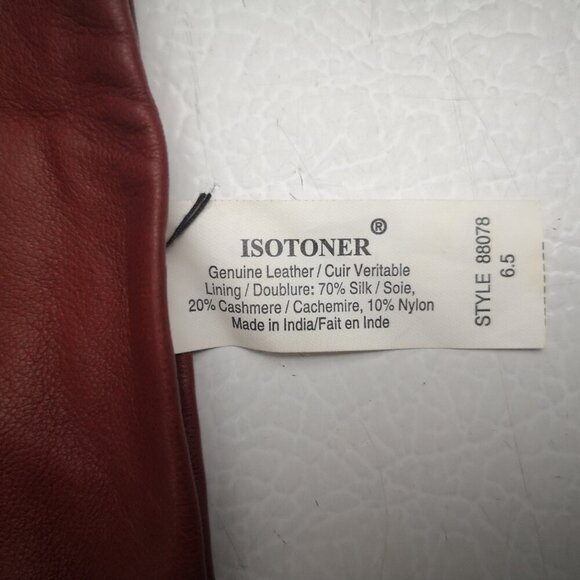 ISOTONER®
Genuine Leather / Cuir Veritable
Lining / Doublure: 70% Silk / Soie,
20% Cashmere / Cachemire, 10% Nylon
Made in India/Fait en Inde
STYLE 88078
6.5